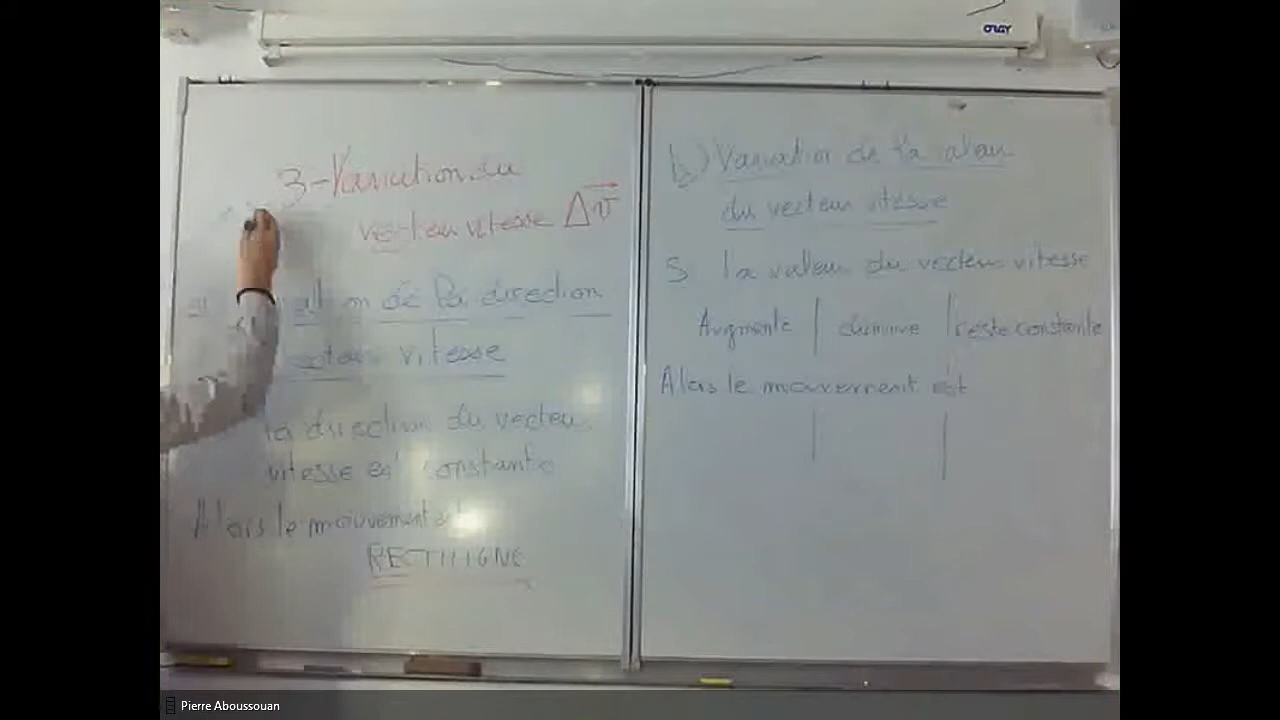 ORAY
3-Variation du
vecteur vitesse Δv⃗
de la direction
vitesse
la direction du vecteur
vitesse est constante
Alors le mouvement
RECTILIGNE
b) Variation de la valeur
du vecteur vitesse
la valeur du vecteur vitesse
Augmente | diminue | reste constante
Alors le mouvement est
Pierre Aboussouan